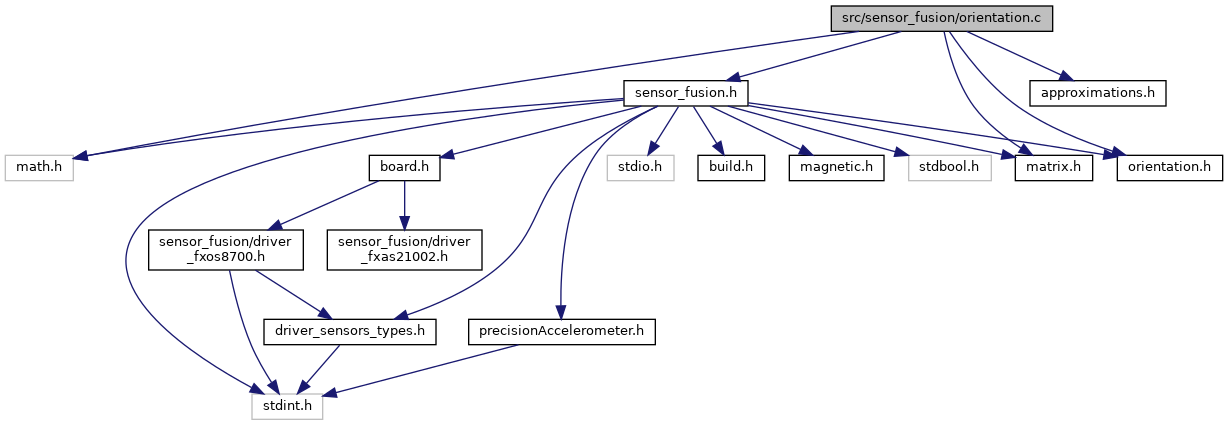 src/sensor_fusion/orientation.c
sensor_fusion.h
approximations.h
math.h
board.h
stdio.h
build.h
magnetic.h
stdbool.h
matrix.h
orientation.h
sensor_fusion/driver
_fxos8700.h
sensor_fusion/driver
_fxas21002.h
driver_sensors_types.h
precisionAccelerometer.h
stdint.h